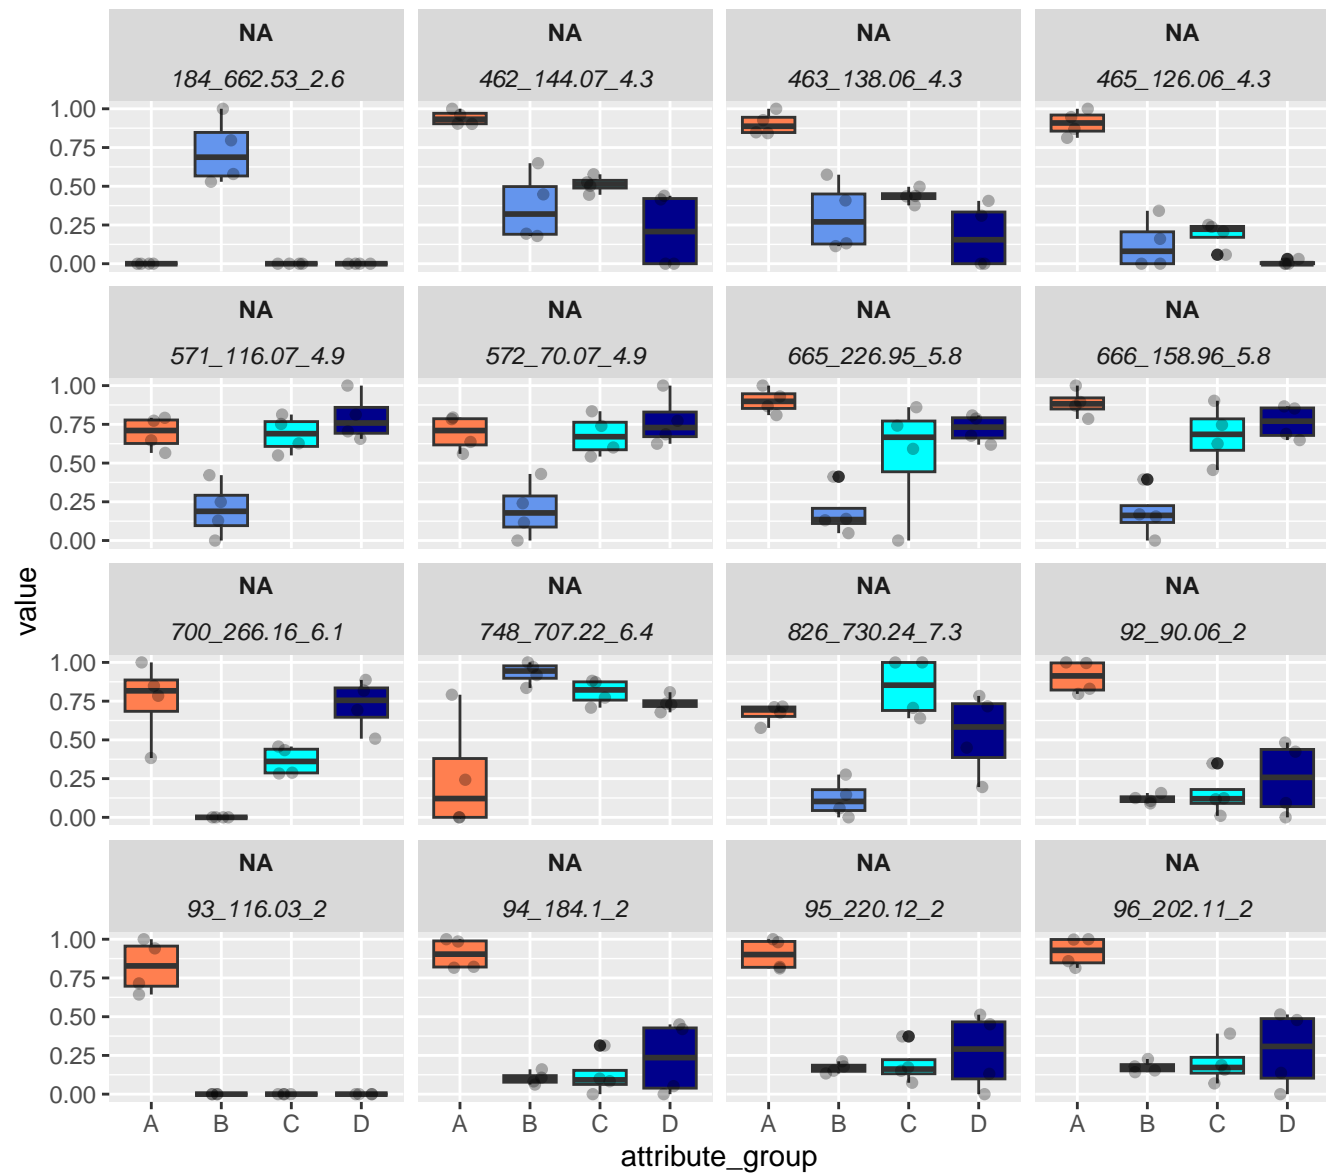 NA NA NA NA
184_662.53_2.6 462_144.07_4.3 463_138.06_4.3 465_126.06_4.3
1.00
0.75
0.50
0.25
0.00
NA NA NA NA
571_116.07_4.9 572_70.07_4.9 665_226.95_5.8 666_158.96_5.8
1.00
0.75
0.50
0.25
0.00
value
NA NA NA NA
700_266.16_6.1 748_707.22_6.4 826_730.24_7.3 92_90.06_2
1.00
0.75
0.50
0.25
0.00
NA NA NA NA
93_116.03_2 94_184.1_2 95_220.12_2 96_202.11_2
1.00
0.75
0.50
0.25
0.00
A B C D A B C D A B C D A B C D
attribute_group